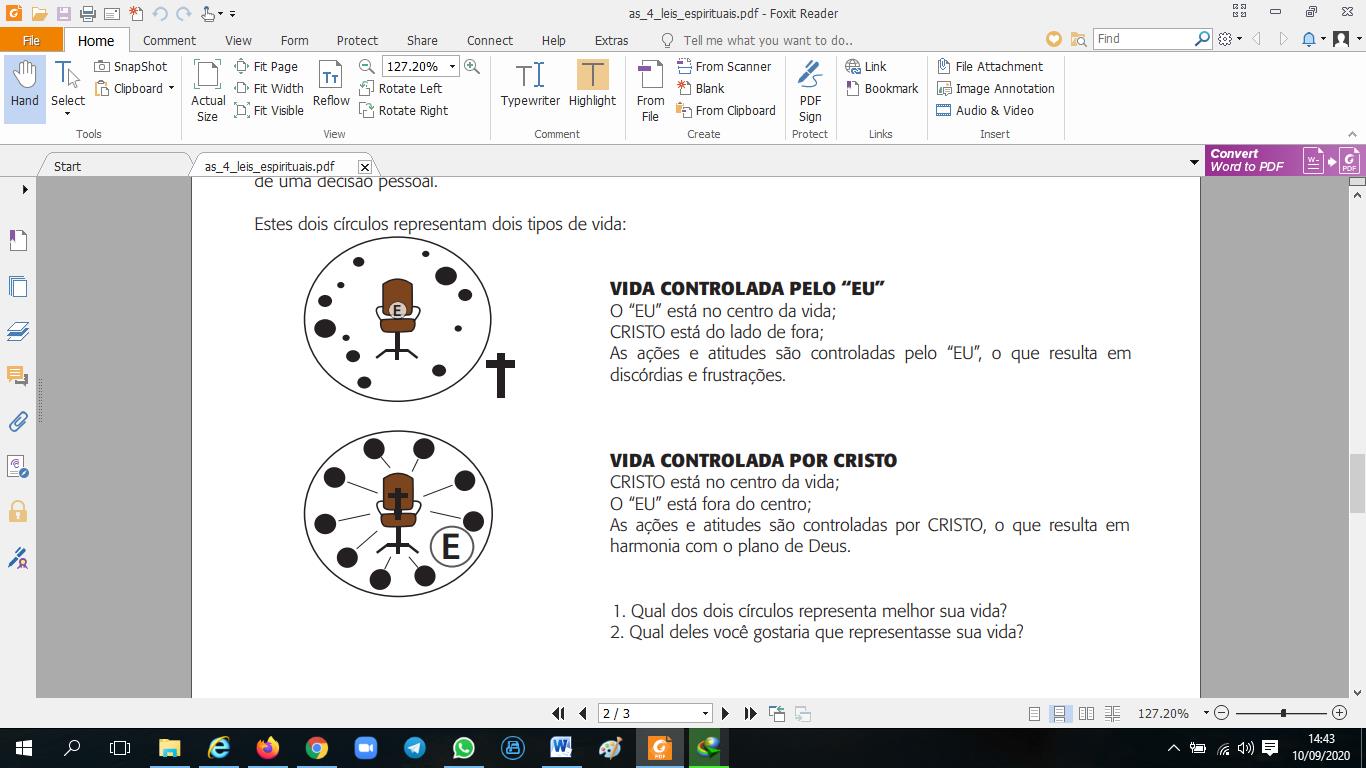 as_4_leis_espirituais.pdf - Foxit Reader
File Home Comment View Form Protect Share Connect Help Extras Tell me what you want to do.. Find
Hand
Select
SnapShot
Clipboard
Tools
Actual Size
Fit Page
Fit Width
Fit Visible
Reflow
127.20%
Rotate Left
Rotate Right
View
Typewriter
Highlight
Comment
From File
From Scanner
Blank
From Clipboard
Create
PDF Sign
Protect
Link
Bookmark
Links
File Attachment
Image Annotation
Audio & Video
Insert
Start
as_4_leis_espirituais.pdf
Convert
Word to PDF
de uma decisão pessoal.
Estes dois círculos representam dois tipos de vida:
E
VIDA CONTROLADA PELO “EU”
O “EU” está no centro da vida;
CRISTO está do lado de fora;
As ações e atitudes são controladas pelo “EU”, o que resulta em
discórdias e frustrações.
E
VIDA CONTROLADA POR CRISTO
CRISTO está no centro da vida;
O “EU” está fora do centro;
As ações e atitudes são controladas por CRISTO, o que resulta em
harmonia com o plano de Deus.
1. Qual dos dois círculos representa melhor sua vida?
2. Qual deles você gostaria que representasse sua vida?
2 / 3
127.20%
14:43
10/09/2020